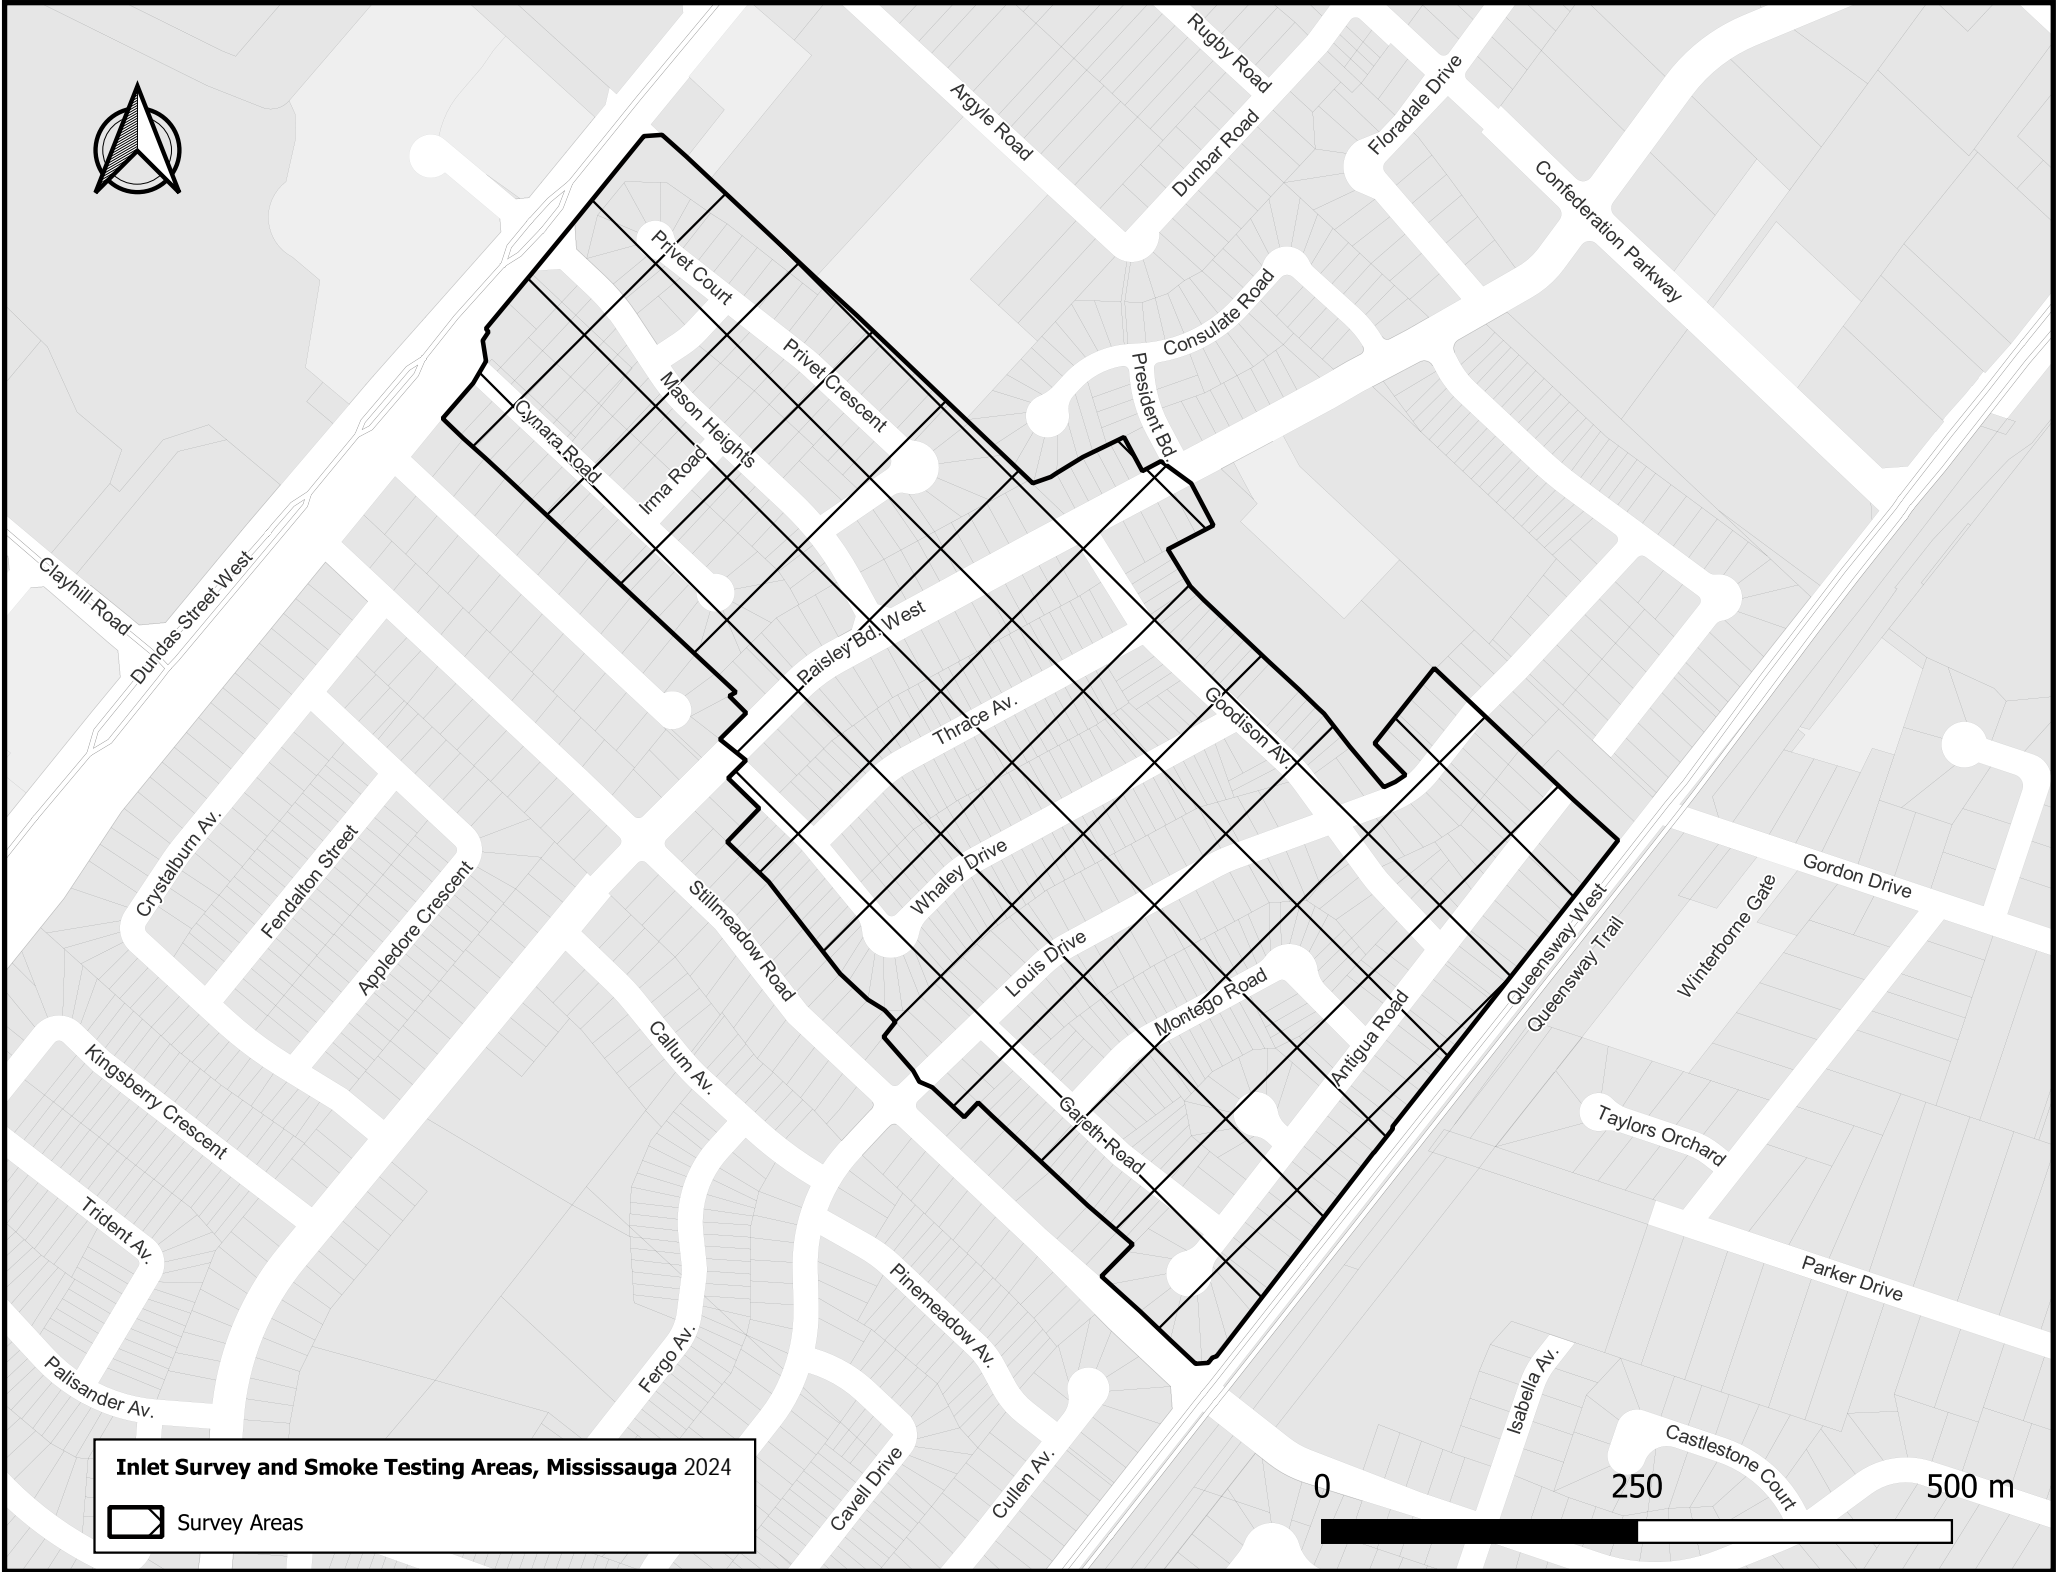 Rugby Road
Argyle Road
Dunbar Road
Floradale Drive
Confederation Parkway
Privet Court
Consulate Road
President Bd.
Privet Crescent
Mason Heights
Cynara Road
Irma Road
Clayhill Road
Dundas Street West
Paisley Bd. West
Thrace Av.
Goodison Av.
Crystalburn Av.
Fendalton Street
Appledore Crescent
Whaley Drive
Stillmeadow Road
Louis Drive
Montego Road
Antigua Road
Queensway West
Queensway Trail
Gordon Drive
Winterborne Gate
Kingsberry Crescent
Callum Av.
Gareth Road
Taylors Orchard
Trident Av.
Pinemeadow Av.
Parker Drive
Palisander Av.
Fergo Av.
Isabella Av.
Castlestone Court
Cavell Drive
Cullen Av.
Inlet Survey and Smoke Testing Areas, Mississauga 2024
Survey Areas
0 250 500 m